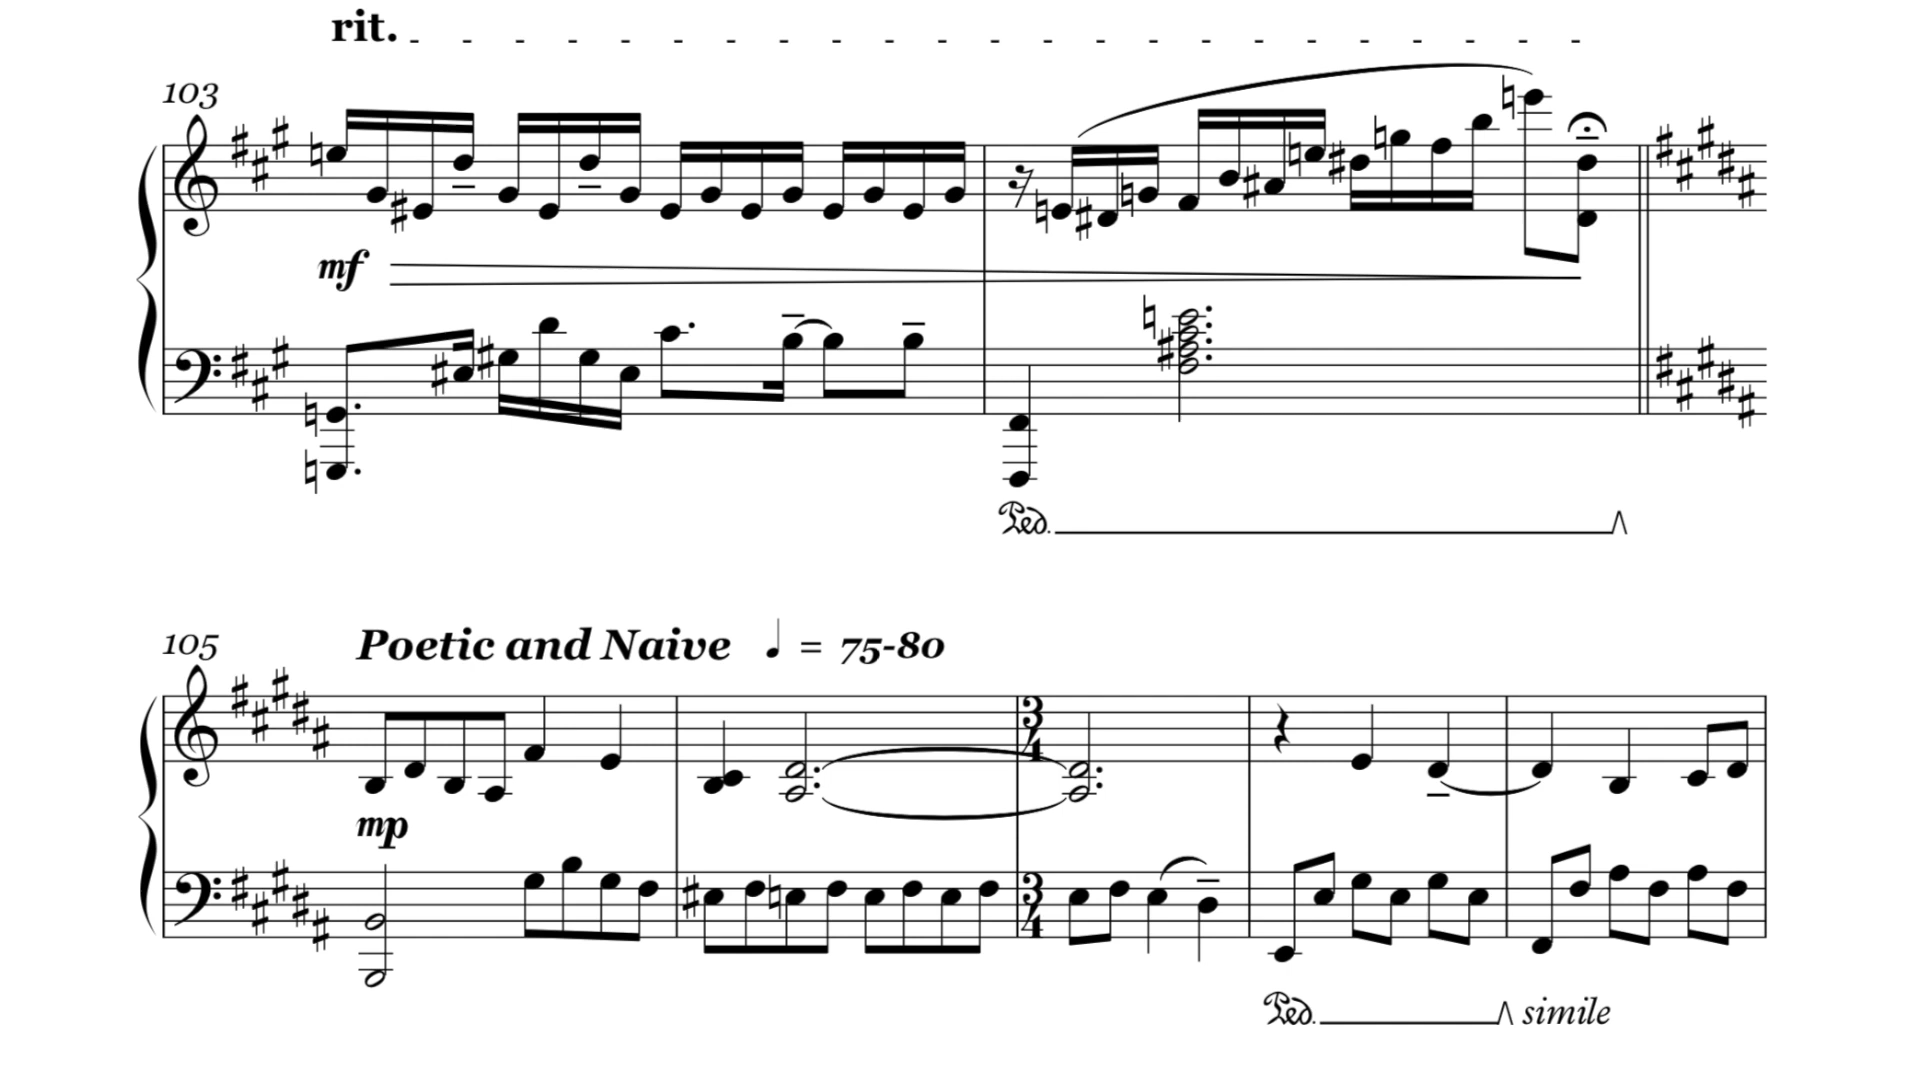 rit.
103
mf
Ped.
105
Poetic and Naive ♩ = 75-80
3
4
mp
3
4
Ped. simile